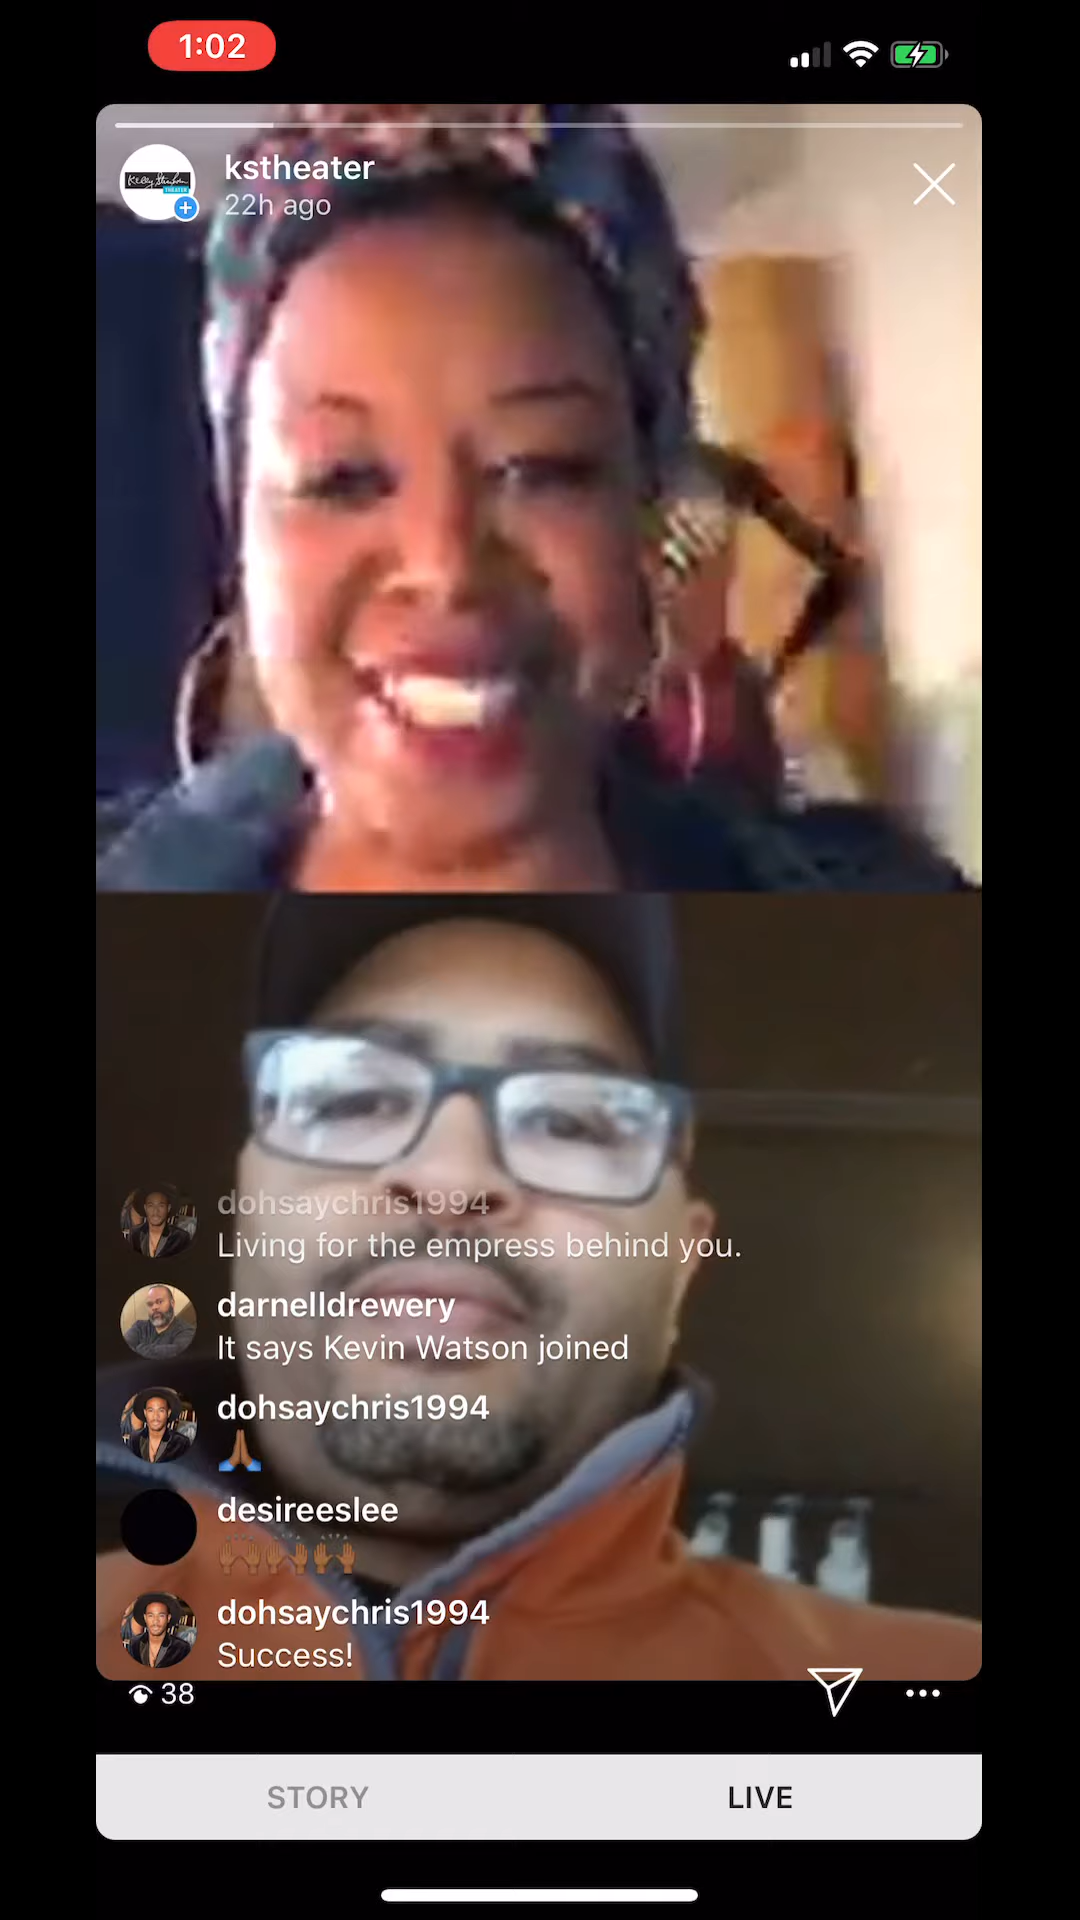 1:02
kstheater
22h ago
THEATER
dohsaychris1994
Living for the empress behind you.
darnelldrewery
It says Kevin Watson joined
dohsaychris1994
desireeslee
dohsaychris1994
Success!
38
STORY
LIVE